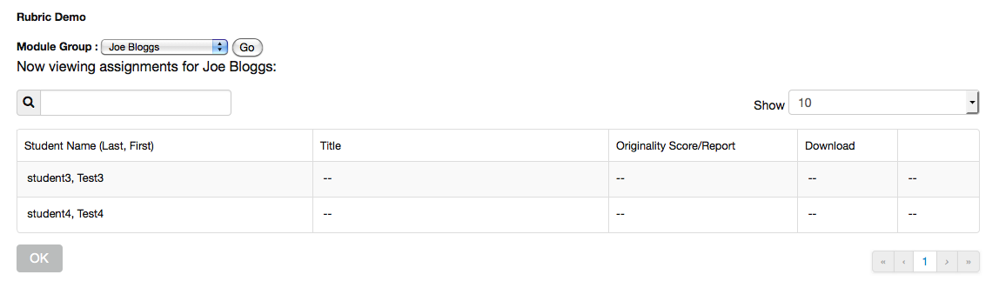 Rubric Demo
Module Group : Joe Bloggs Go
Now viewing assignments for Joe Bloggs:
Show 10
Student Name (Last, First) Title Originality Score/Report Download
student3, Test3 -- -- -- --
student4, Test4 -- -- -- --
OK « ‹ 1 › »